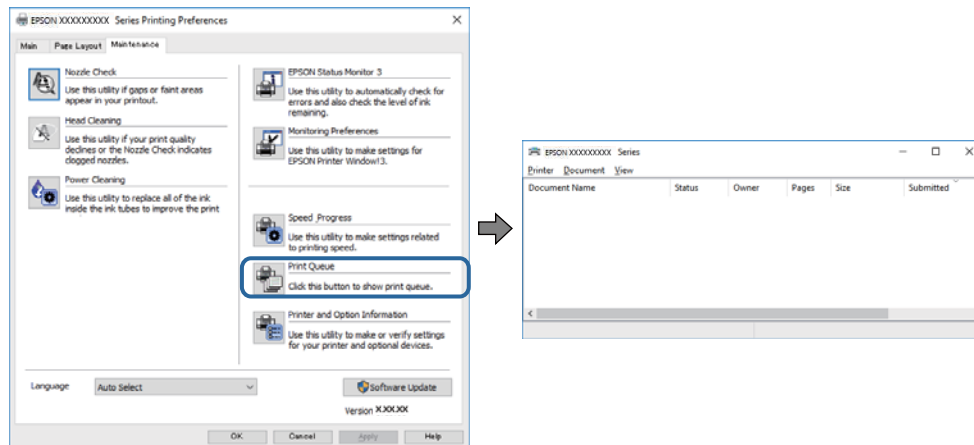 EPSON XXXXXXXXX Series Printing Preferences
Main Page Layout Maintenance
Nozzle Check
Use this utility if gaps or faint areas
appear in your printout.
Head Cleaning
Use this utility if your print quality
declines or the Nozzle Check indicates
clogged nozzles.
Power Cleaning
Use this utility to replace all of the ink
inside the ink tubes to improve the print
EPSON Status Monitor 3
Use this utility to automatically check for
errors and also check the level of ink
remaining.
Monitoring Preferences
Use this utility to make settings for
EPSON Printer Window!3.
Speed Progress
Use this utility to make settings related
to printing speed.
Print Queue
Click this button to show print queue.
Printer and Option Information
Use this utility to make or verify settings
for your printer and optional devices.
Language Auto Select
Software Update
Version X.XX.XX
OK Cancel Apply Help
EPSON XXXXXXXXX Series
Printer Document View
Document Name Status Owner Pages Size Submitted